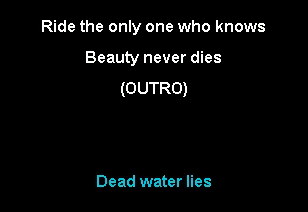 Ride the only one who knows
Beauty never dies
(OUTRO)
Dead water lies